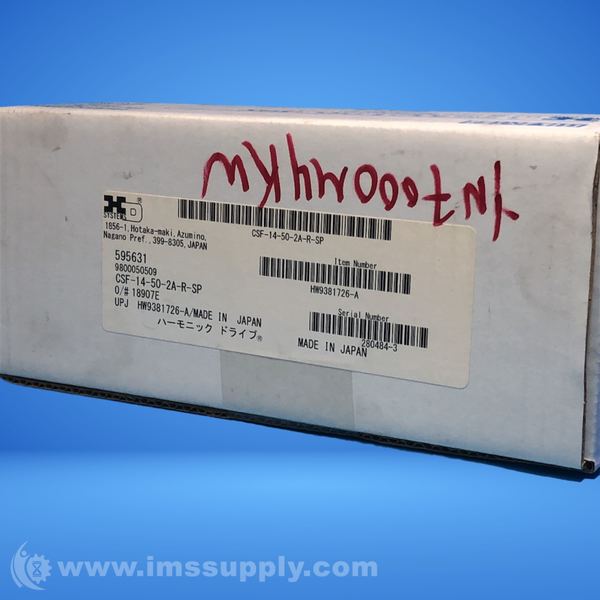 HD
SYSTEMS
®
1856-1, Hotaka-maki, Azumino,
Nagano Pref., 399-8305, JAPAN
CSF-14-50-2A-R-SP
595631
9800050509
CSF-14-50-2A-R-SP
O/# 18907E
UPJ HW9381726-A/MADE IN JAPAN
ハーモニック ドライブ®
Item Number
HW9381726-A
Serial Number
280484-3
MADE IN JAPAN
www.imssupply.com